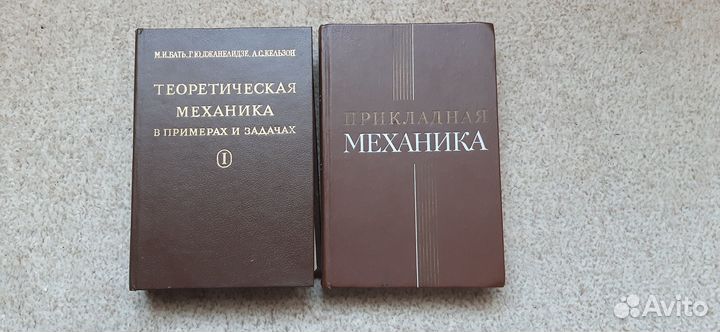 М.И.БАТЬ, Г.Ю.ДЖАНЕЛИДЗЕ, А.С.КЕЛЬЗОН
ТЕОРЕТИЧЕСКАЯ
МЕХАНИКА
В ПРИМЕРАХ И ЗАДАЧАХ
I
ПРИКЛАДНАЯ
МЕХАНИКА
Avito